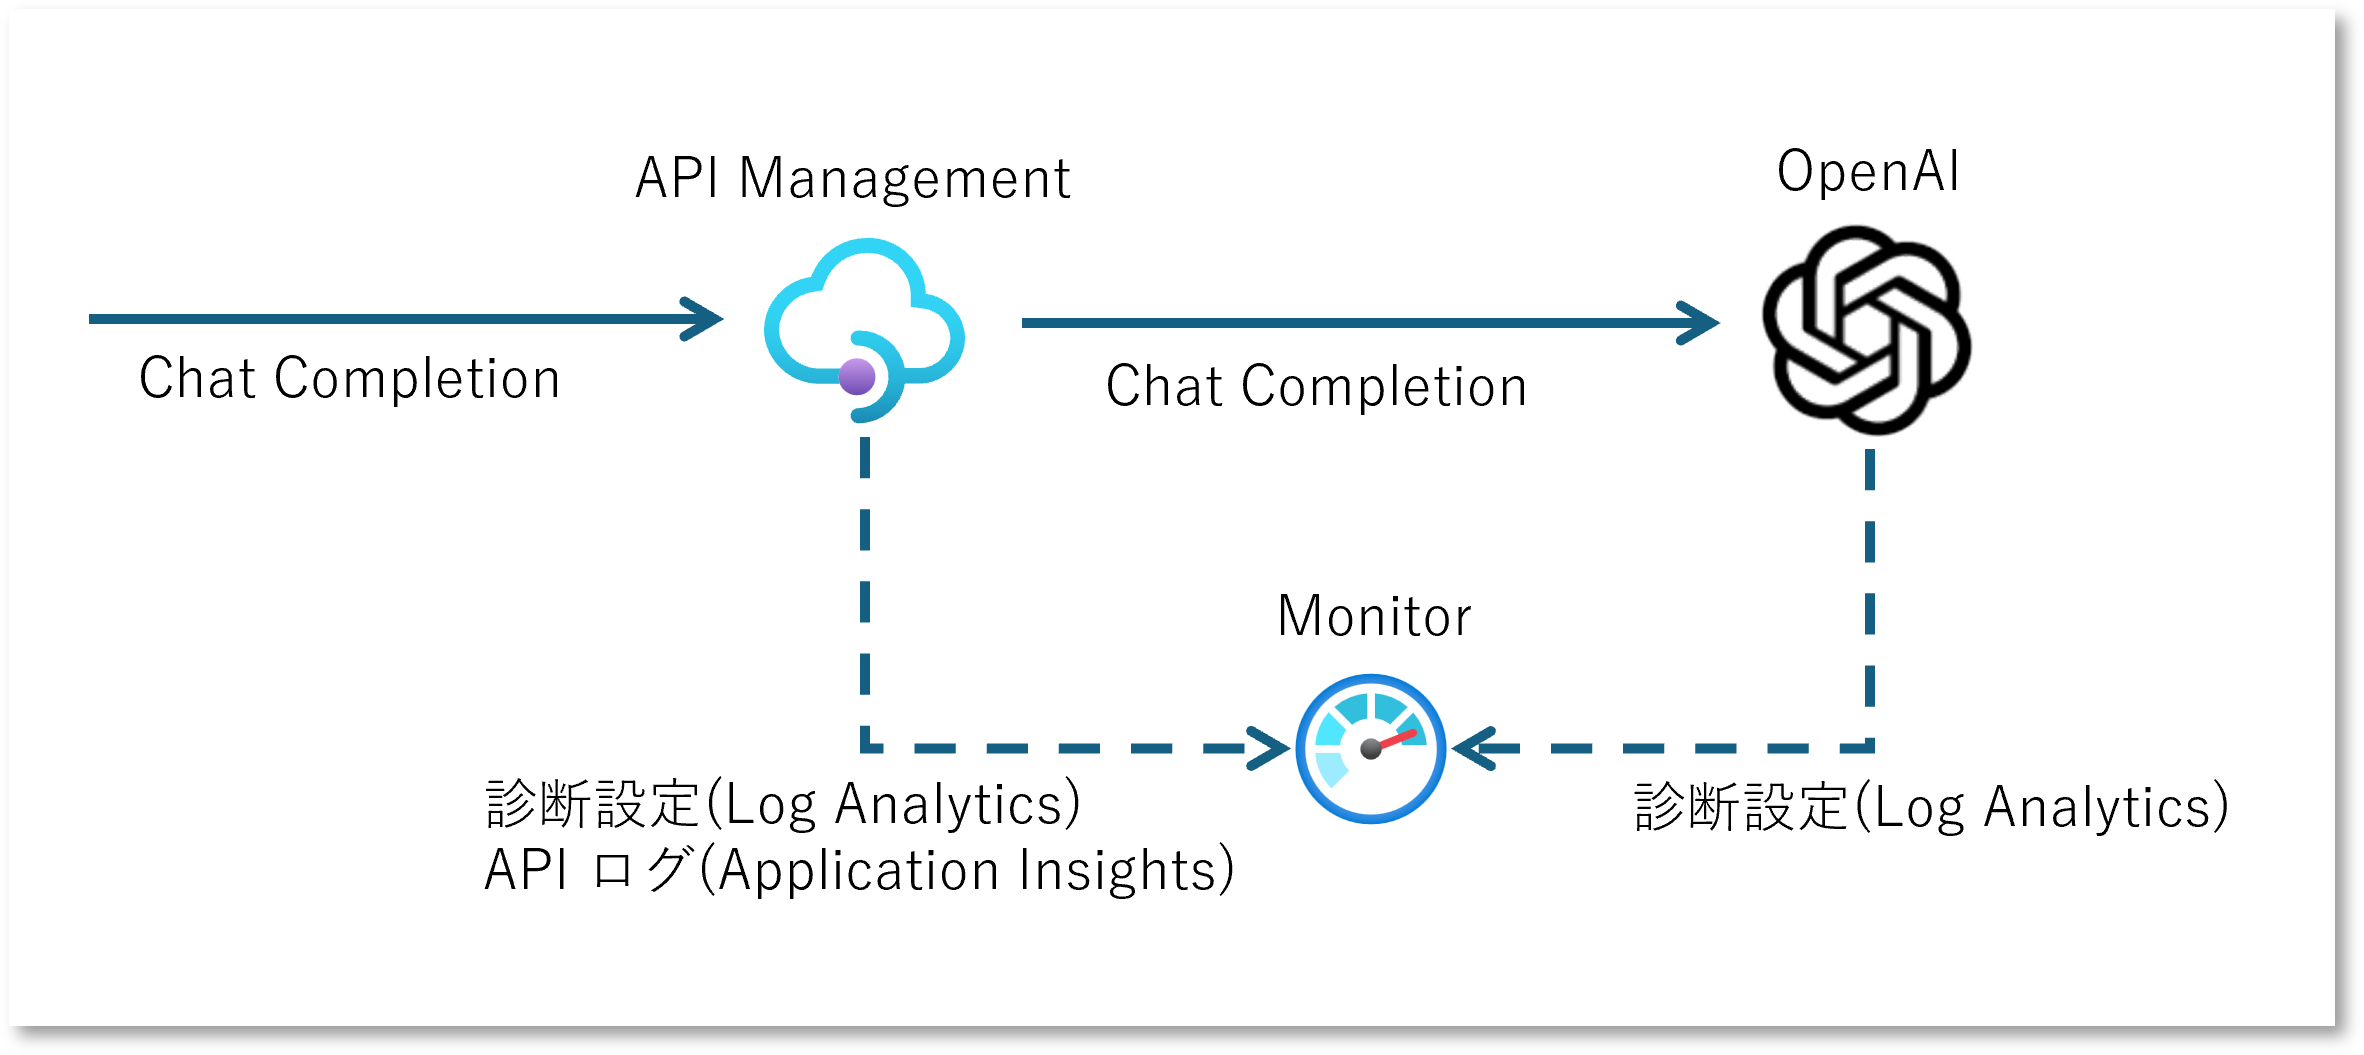 API Management
OpenAI
Chat Completion
Chat Completion
Monitor
診断設定(Log Analytics)
API ログ(Application Insights)
診断設定(Log Analytics)